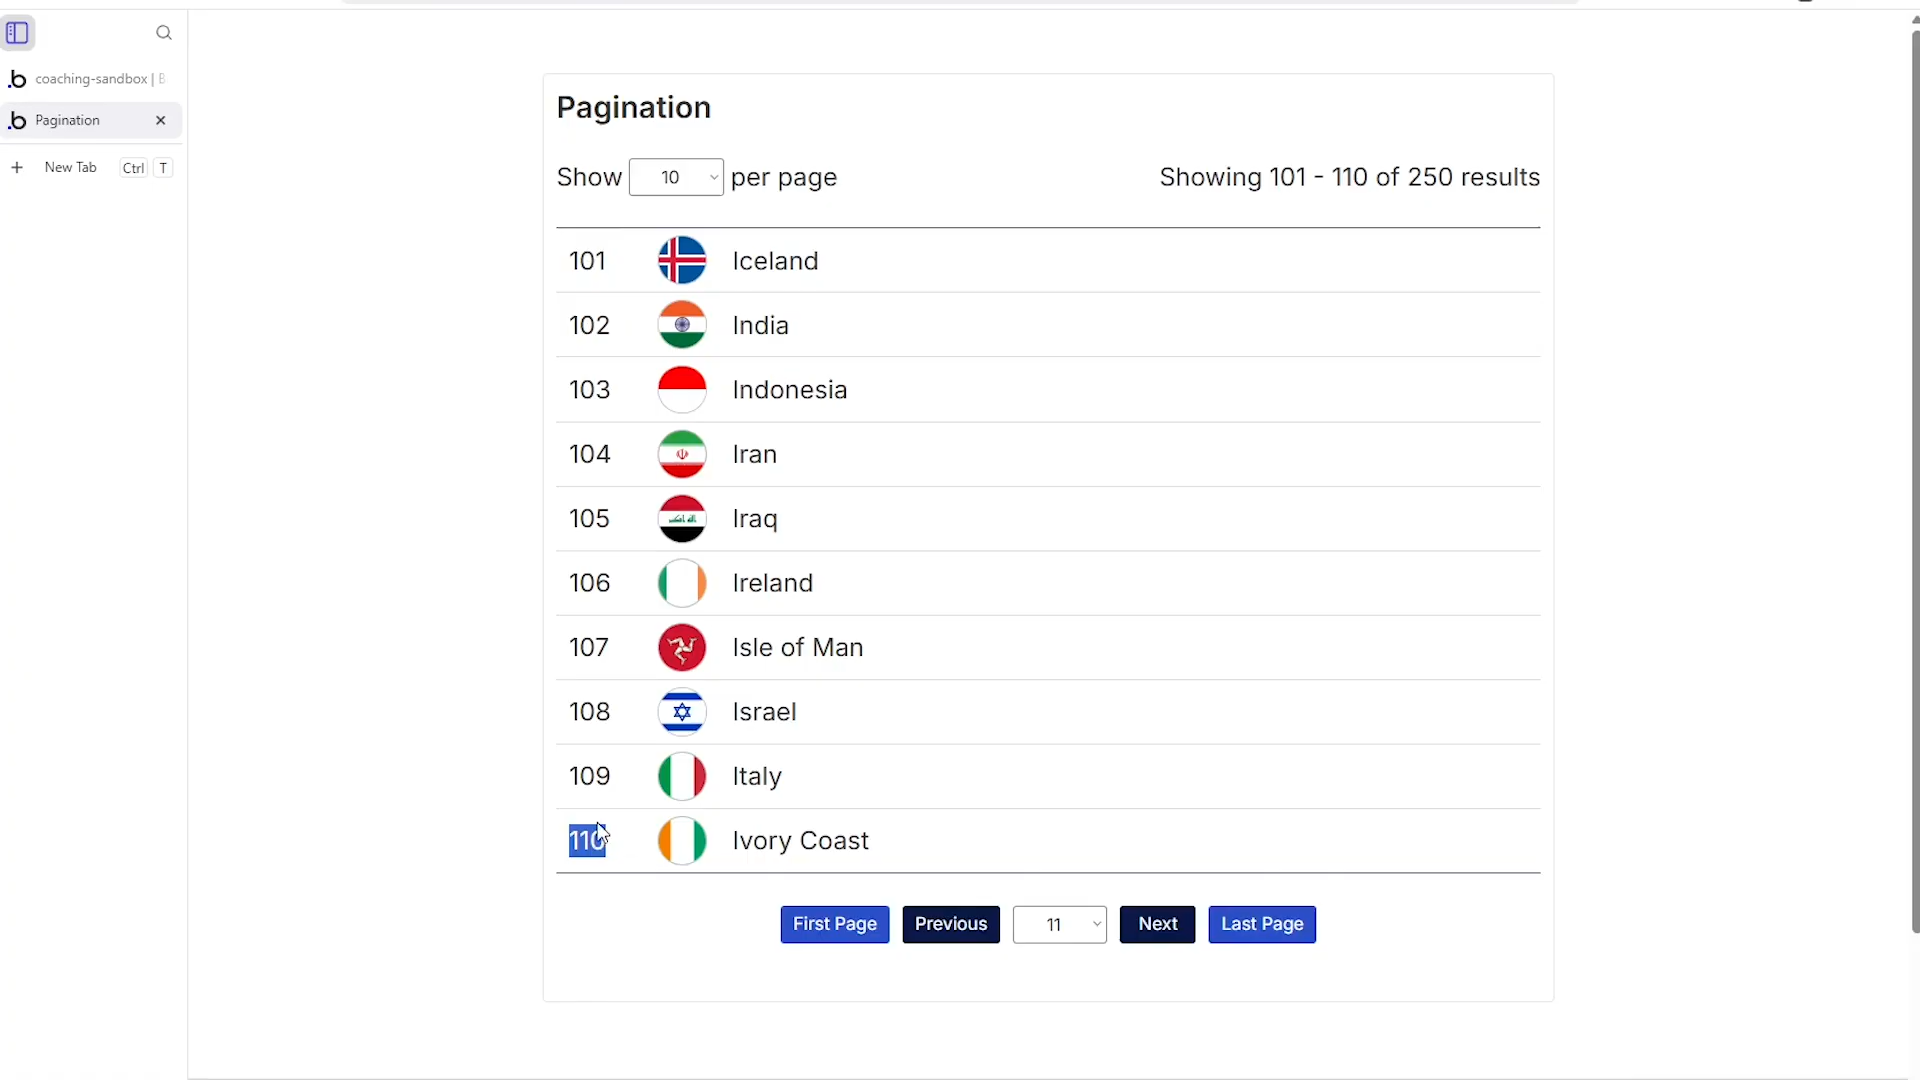 coaching-sandbox | B
Pagination
New Tab Ctrl T
Pagination
Show 10 per page
Showing 101 - 110 of 250 results
101 Iceland
102 India
103 Indonesia
104 Iran
105 Iraq
106 Ireland
107 Isle of Man
108 Israel
109 Italy
110 Ivory Coast
First Page Previous 11 Next Last Page